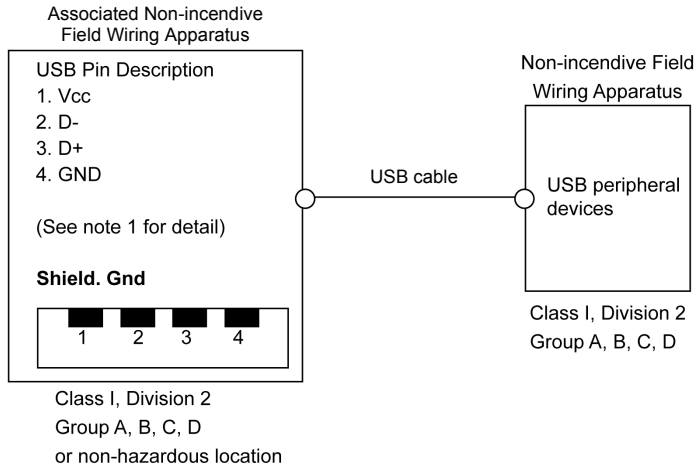 Associated Non-incendive
Field Wiring Apparatus
USB Pin Description
1. Vcc
2. D-
3. D+
4. GND
(See note 1 for detail)
Shield. Gnd
1 2 3 4
Class I, Division 2
Group A, B, C, D
or non-hazardous location
USB cable
Non-incendive Field
Wiring Apparatus
USB peripheral
devices
Class I, Division 2
Group A, B, C, D